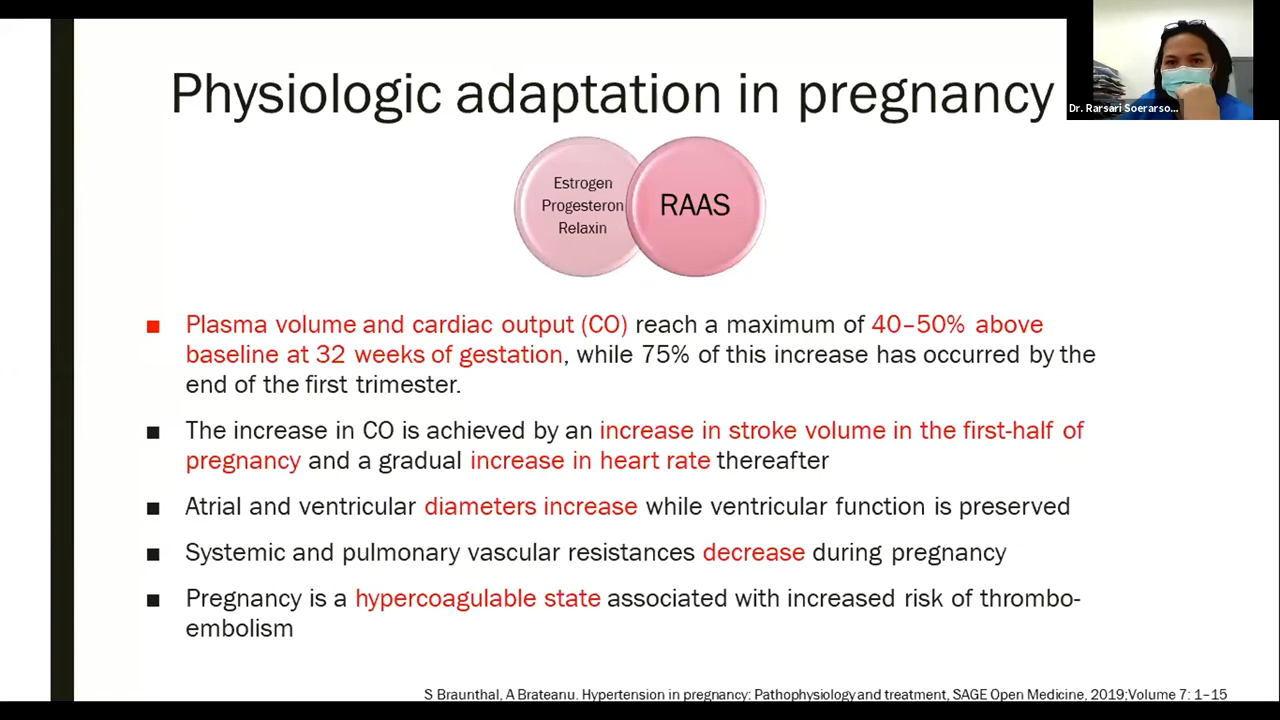 Physiologic adaptation in pregnancy
Dr. Rarsari Soerarso...
Estrogen
Progesteron
Relaxin
RAAS
■ Plasma volume and cardiac output (CO) reach a maximum of 40–50% above
baseline at 32 weeks of gestation, while 75% of this increase has occurred by the
end of the first trimester.
■ The increase in CO is achieved by an increase in stroke volume in the first-half of
pregnancy and a gradual increase in heart rate thereafter
■ Atrial and ventricular diameters increase while ventricular function is preserved
■ Systemic and pulmonary vascular resistances decrease during pregnancy
■ Pregnancy is a hypercoagulable state associated with increased risk of thrombo-
embolism
S Braunthal, A Brateanu. Hypertension in pregnancy: Pathophysiology and treatment, SAGE Open Medicine, 2019;Volume 7: 1–15